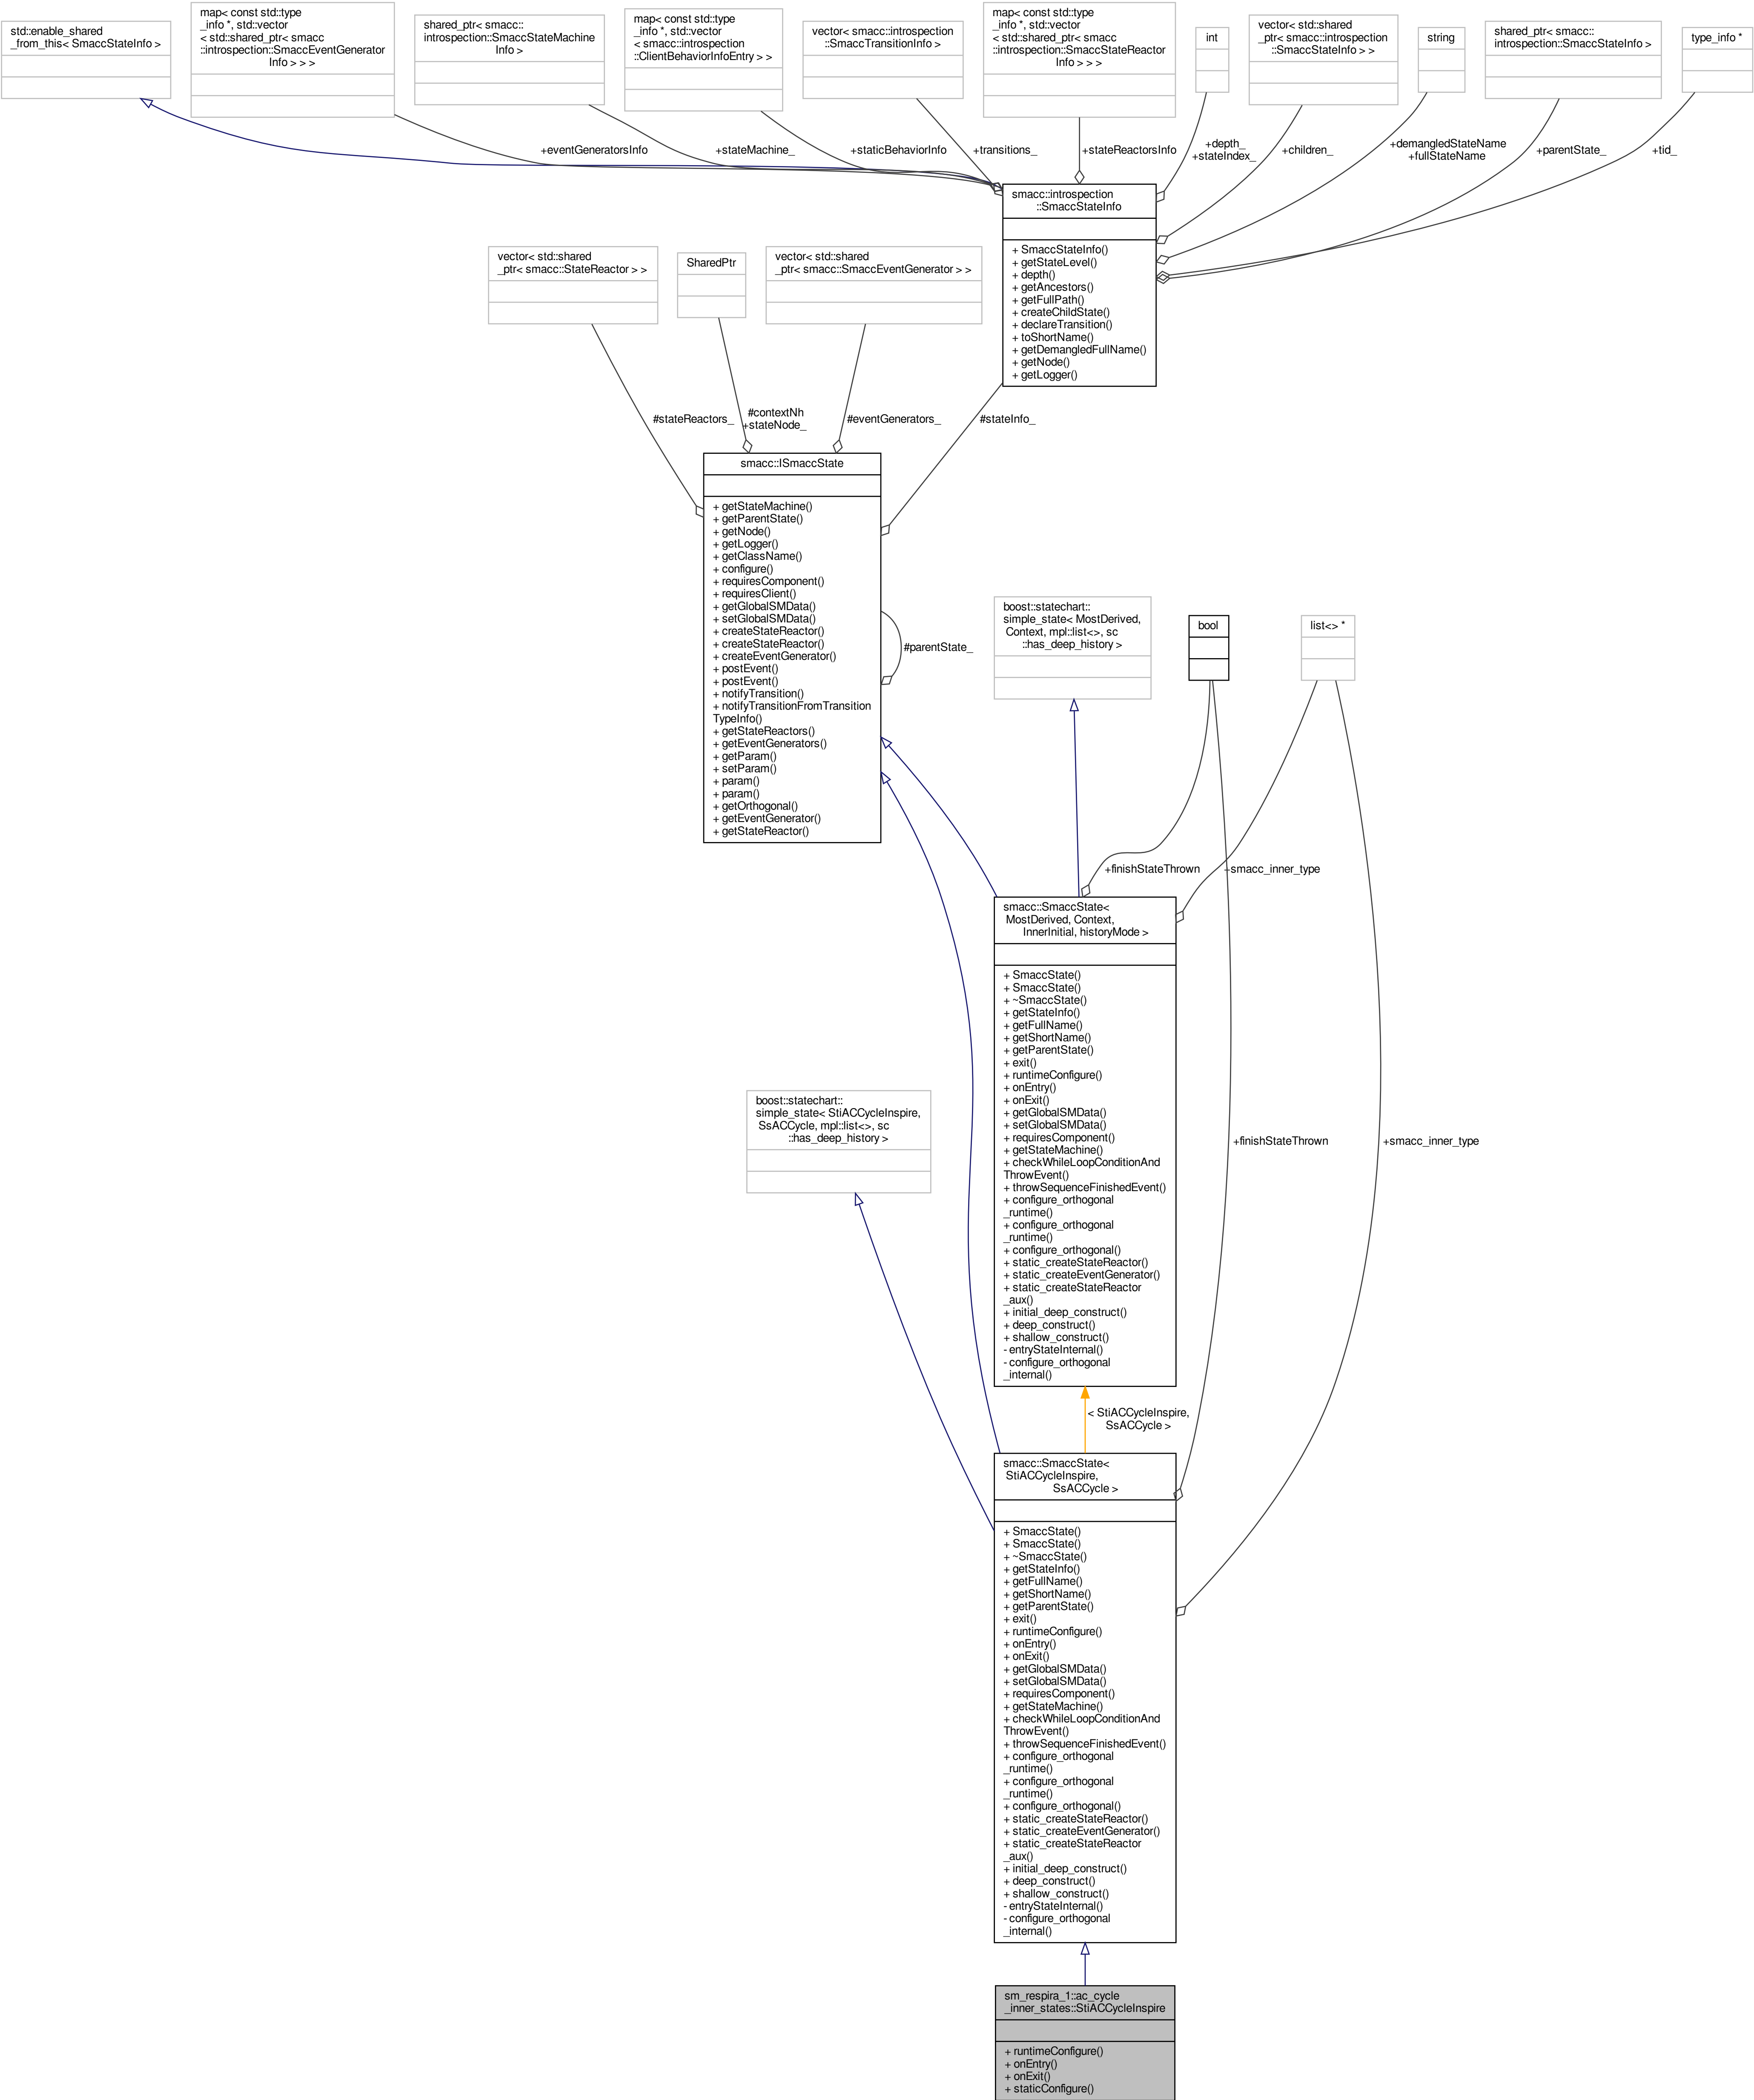 std::enable_shared
_from_this< SmaccStateInfo >
map< const std::type
_info *, std::vector
< std::shared_ptr< smacc
::introspection::SmaccEventGenerator
Info > > >
shared_ptr< smacc::
introspection::SmaccStateMachine
Info >
map< const std::type
_info *, std::vector
< smacc::introspection
::ClientBehaviorInfoEntry > >
vector< smacc::introspection
::SmaccTransitionInfo >
map< const std::type
_info *, std::vector
< std::shared_ptr< smacc
::introspection::SmaccStateReactor
Info > > >
int
vector< std::shared
_ptr< smacc::introspection
::SmaccStateInfo > >
string
shared_ptr< smacc::
introspection::SmaccStateInfo >
type_info *
+eventGeneratorsInfo
+stateMachine_
+staticBehaviorInfo
+transitions_
+stateReactorsInfo
+depth_
+stateIndex_
+children_
+demangledStateName
+fullStateName
+parentState_
+tid_
smacc::introspection
::SmaccStateInfo
+ SmaccStateInfo()
+ getStateLevel()
+ depth()
+ getAncestors()
+ getFullPath()
+ createChildState()
+ declareTransition()
+ toShortName()
+ getDemangledFullName()
+ getNode()
+ getLogger()
vector< std::shared
_ptr< smacc::StateReactor > >
SharedPtr
vector< std::shared
_ptr< smacc::SmaccEventGenerator > >
#stateReactors_
#contextNh
+stateNode_
#eventGenerators_
#stateInfo_
smacc::ISmaccState
+ getStateMachine()
+ getParentState()
+ getNode()
+ getLogger()
+ getClassName()
+ configure()
+ requiresComponent()
+ requiresClient()
+ getGlobalSMData()
+ setGlobalSMData()
+ createStateReactor()
+ createStateReactor()
+ createEventGenerator()
+ postEvent()
+ postEvent()
+ notifyTransition()
+ notifyTransitionFromTransition
TypeInfo()
+ getStateReactors()
+ getEventGenerators()
+ getParam()
+ setParam()
+ param()
+ param()
+ getOrthogonal()
+ getEventGenerator()
+ getStateReactor()
#parentState_
boost::statechart::
simple_state< MostDerived,
Context, mpl::list<>, sc
::has_deep_history >
bool
list<> *
+finishStateThrown
+smacc_inner_type
smacc::SmaccState<
MostDerived, Context,
InnerInitial, historyMode >
+ SmaccState()
+ SmaccState()
+ ~SmaccState()
+ getStateInfo()
+ getFullName()
+ getShortName()
+ getParentState()
+ exit()
+ runtimeConfigure()
+ onEntry()
+ onExit()
+ getGlobalSMData()
+ setGlobalSMData()
+ requiresComponent()
+ getStateMachine()
+ checkWhileLoopConditionAnd
ThrowEvent()
+ throwSequenceFinishedEvent()
+ configure_orthogonal
_runtime()
+ configure_orthogonal
_runtime()
+ configure_orthogonal()
+ static_createStateReactor()
+ static_createEventGenerator()
+ static_createStateReactor
_aux()
+ initial_deep_construct()
+ deep_construct()
+ shallow_construct()
- entryStateInternal()
- configure_orthogonal
_internal()
boost::statechart::
simple_state< StiACCycleInspire,
SsACCycle, mpl::list<>, sc
::has_deep_history >
+finishStateThrown
+smacc_inner_type
< StiACCycleInspire,
SsACCycle >
smacc::SmaccState<
StiACCycleInspire,
SsACCycle >
+ SmaccState()
+ SmaccState()
+ ~SmaccState()
+ getStateInfo()
+ getFullName()
+ getShortName()
+ getParentState()
+ exit()
+ runtimeConfigure()
+ onEntry()
+ onExit()
+ getGlobalSMData()
+ setGlobalSMData()
+ requiresComponent()
+ getStateMachine()
+ checkWhileLoopConditionAnd
ThrowEvent()
+ throwSequenceFinishedEvent()
+ configure_orthogonal
_runtime()
+ configure_orthogonal
_runtime()
+ configure_orthogonal()
+ static_createStateReactor()
+ static_createEventGenerator()
+ static_createStateReactor
_aux()
+ initial_deep_construct()
+ deep_construct()
+ shallow_construct()
- entryStateInternal()
- configure_orthogonal
_internal()
sm_respira_1::ac_cycle
_inner_states::StiACCycleInspire
+ runtimeConfigure()
+ onEntry()
+ onExit()
+ staticConfigure()